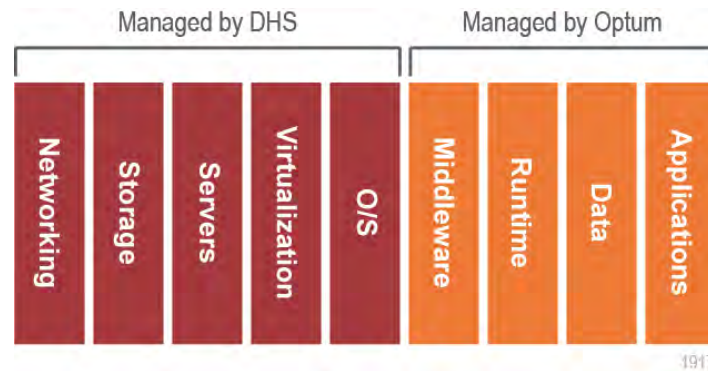 Managed by DHS
Managed by Optum
Networking
Storage
Servers
Virtualization
O/S
Middleware
Runtime
Data
Applications
191